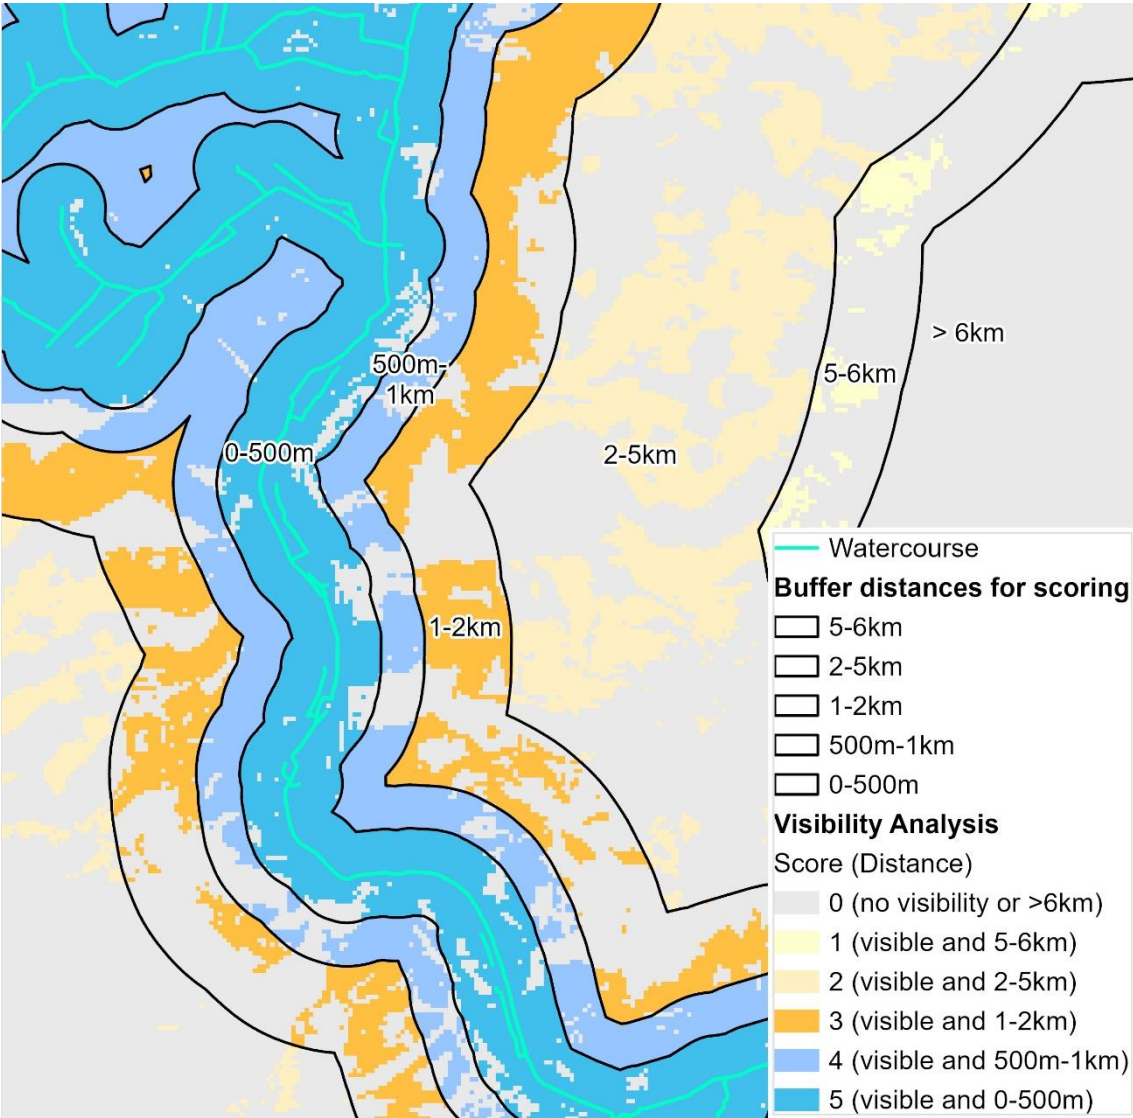 > 6km
500m-
1km
5-6km
0-500m
2-5km
1-2km
Watercourse
Buffer distances for scoring
5-6km
2-5km
1-2km
500m-1km
0-500m
Visibility Analysis
Score (Distance)
0 (no visibility or >6km)
1 (visible and 5-6km)
2 (visible and 2-5km)
3 (visible and 1-2km)
4 (visible and 500m-1km)
5 (visible and 0-500m)